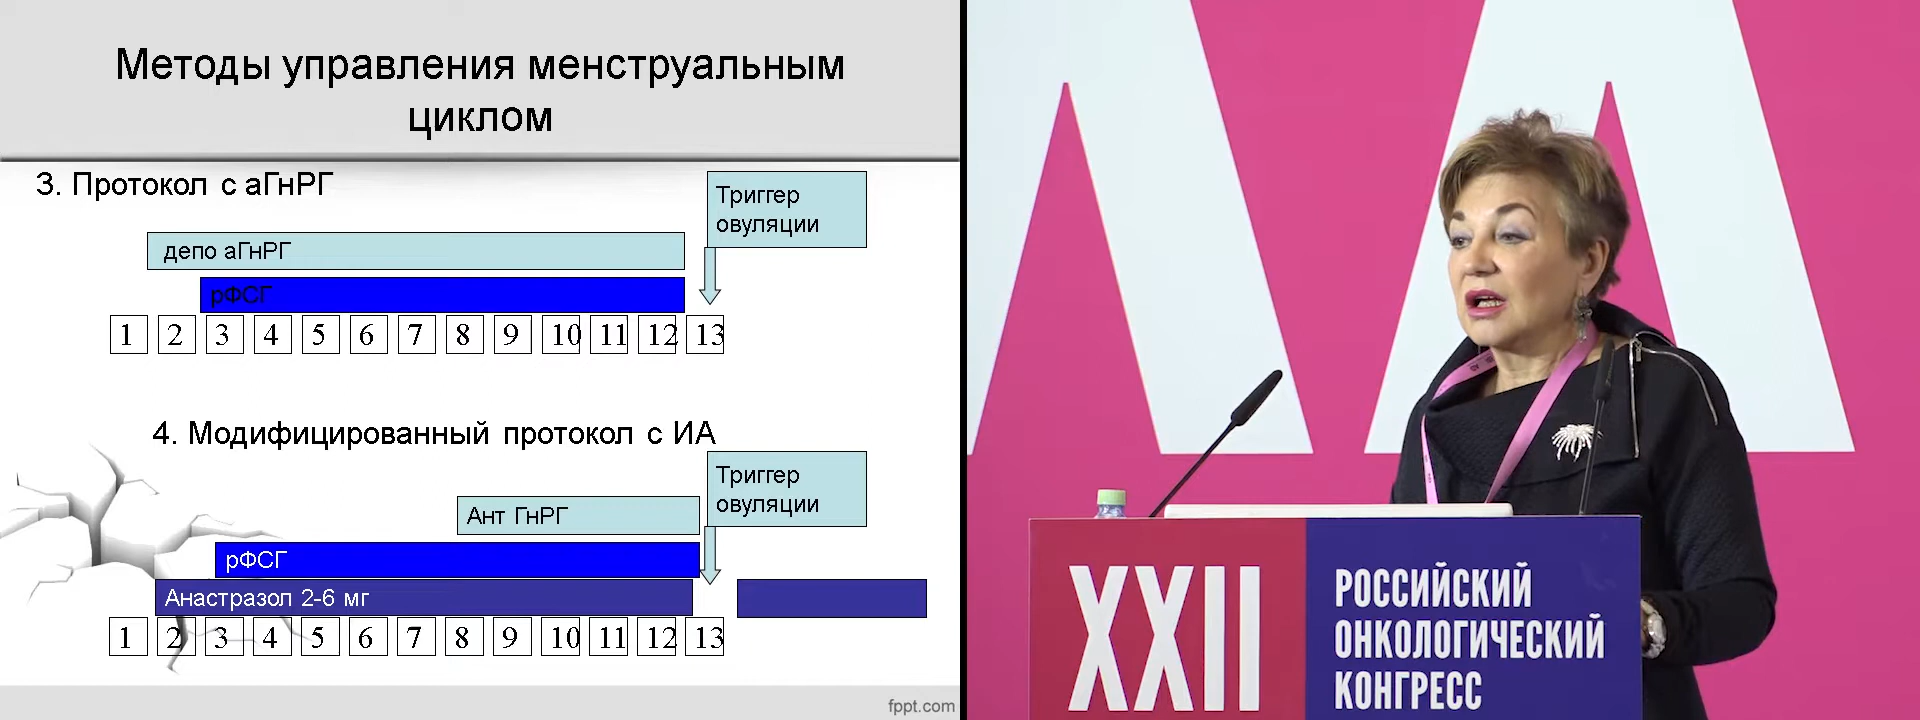 Методы управления менструальным
циклом
3. Протокол с аГнРГ
Триггер
овуляции
депо аГнРГ
рФСГ
1 2 3 4 5 6 7 8 9 10 11 12 13
4. Модифицированный протокол с ИА
Триггер
овуляции
Ант ГнРГ
рФСГ
Анастразол 2-6 мг
1 2 3 4 5 6 7 8 9 10 11 12 13
fppt.com
XXII
РОССИЙСКИЙ
ОНКОЛОГИЧЕСКИЙ
КОНГРЕСС